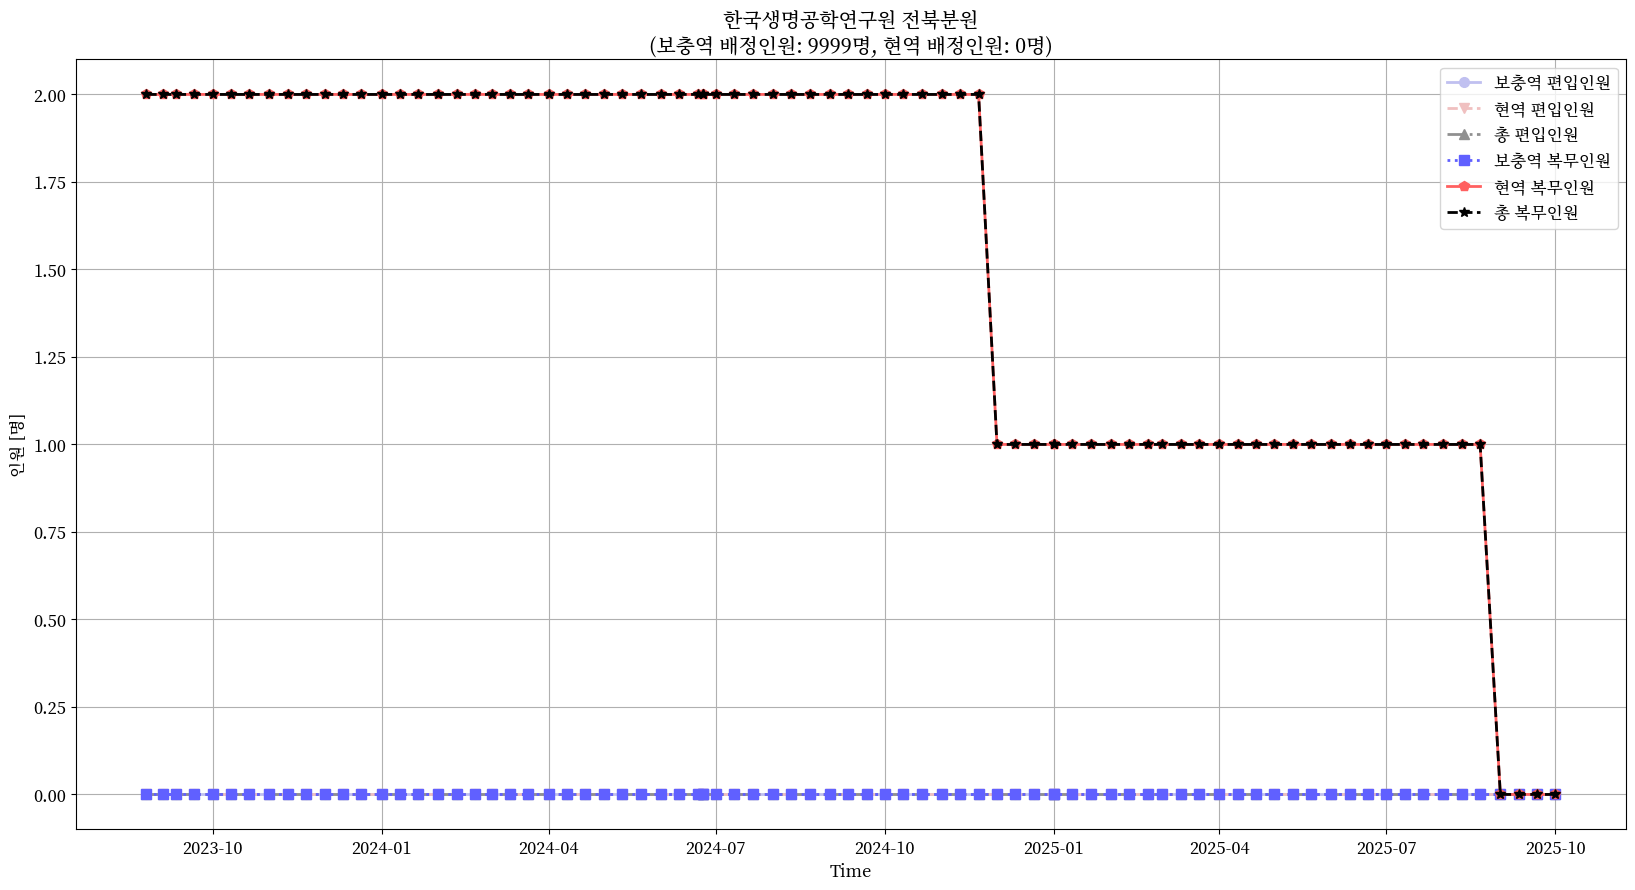 한국생명공학연구원 전북분원
(보충역 배정인원: 9999명, 현역 배정인원: 0명)
보충역 편입인원
현역 편입인원
총 편입인원
보충역 복무인원
현역 복무인원
총 복무인원
인원 [명]
2.00
1.75
1.50
1.25
1.00
0.75
0.50
0.25
0.00
2023-10 2024-01 2024-04 2024-07 2024-10 2025-01 2025-04 2025-07 2025-10
Time